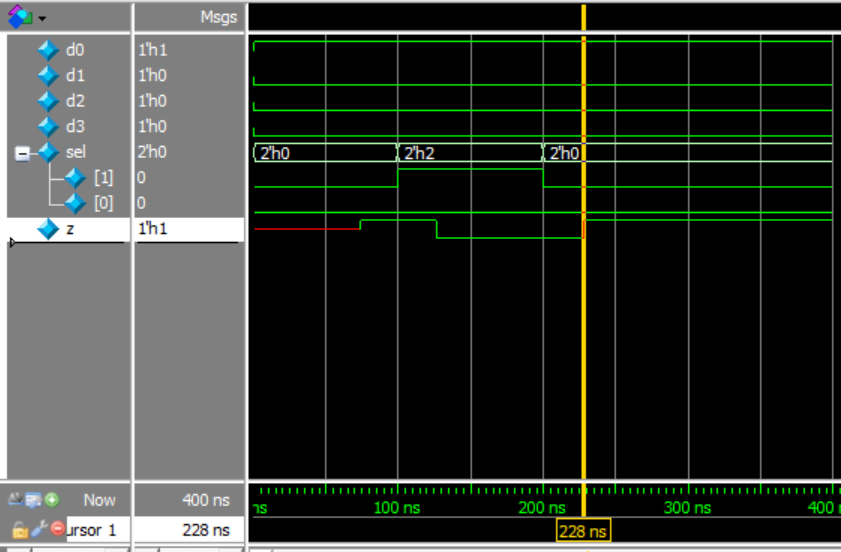 Msgs
d0 1'h1
d1 1'h0
d2 1'h0
d3 1'h0
sel 2'h0 2'h0 2'h2 2'h0
[1] 0
[0] 0
z 1'h1
Now 400 ns ns 100 ns 200 ns 300 ns 400
ursor 1 228 ns 228 ns